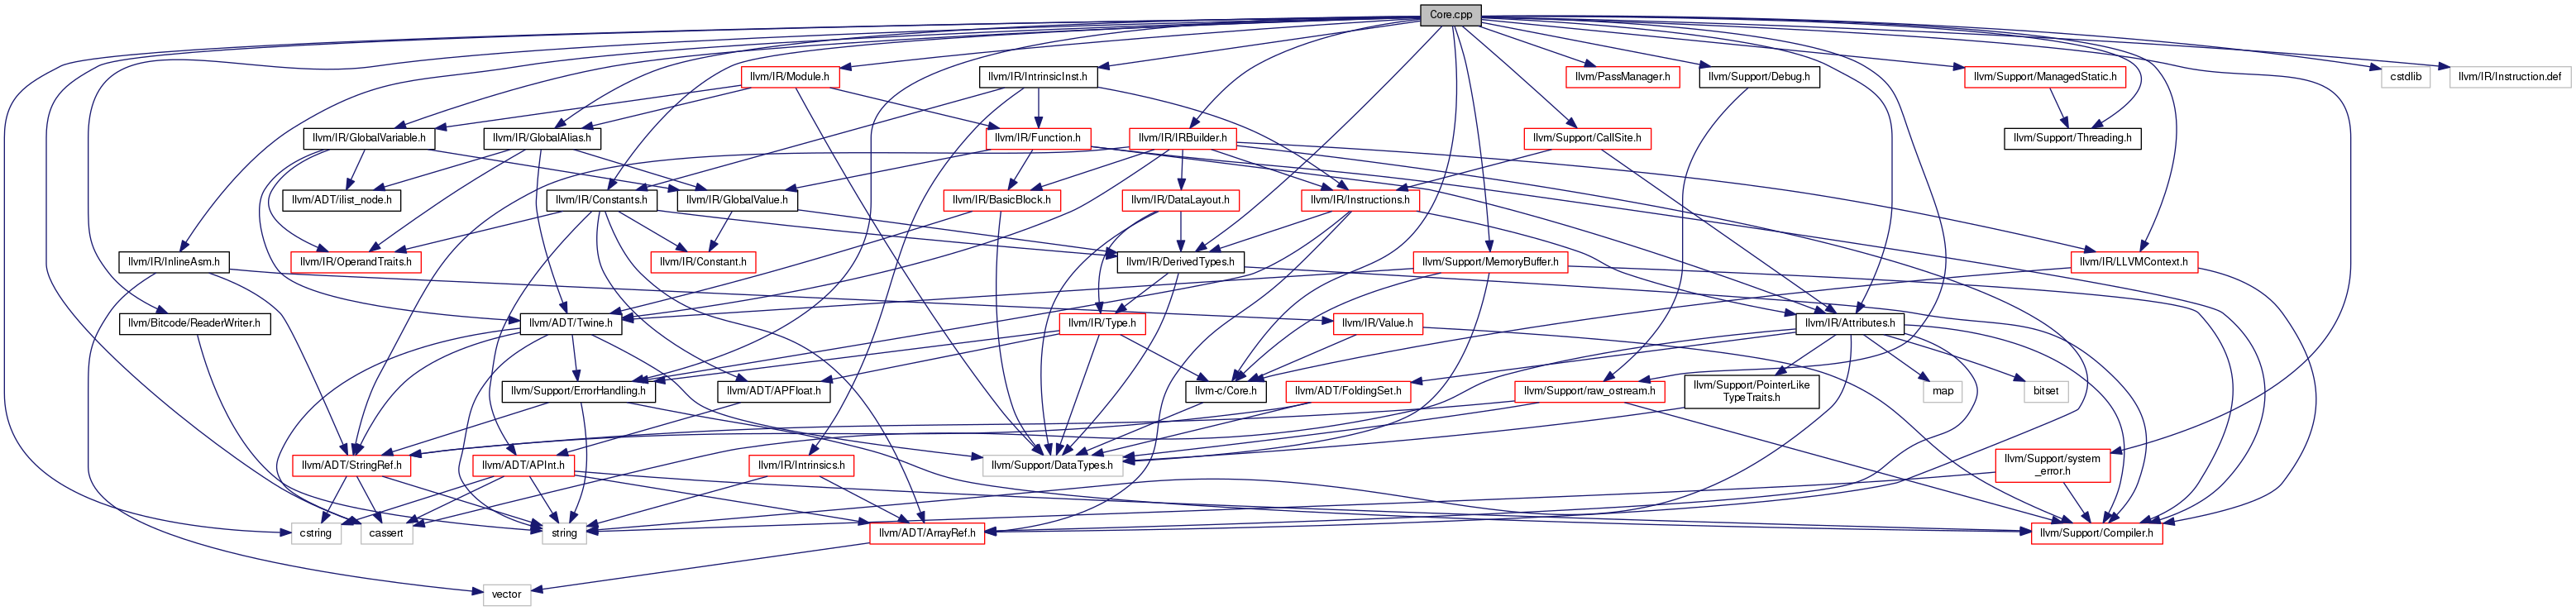 Core.cpp
llvm/IR/Module.h
llvm/IR/IntrinsicInst.h
llvm/PassManager.h
llvm/Support/Debug.h
llvm/Support/ManagedStatic.h
cstdlib
llvm/IR/Instruction.def
llvm/IR/GlobalVariable.h
llvm/IR/GlobalAlias.h
llvm/IR/Function.h
llvm/IR/IRBuilder.h
llvm/Support/CallSite.h
llvm/Support/Threading.h
llvm/ADT/ilist_node.h
llvm/IR/Constants.h
llvm/IR/GlobalValue.h
llvm/IR/BasicBlock.h
llvm/IR/DataLayout.h
llvm/IR/Instructions.h
llvm/IR/InlineAsm.h
llvm/IR/OperandTraits.h
llvm/IR/Constant.h
llvm/IR/DerivedTypes.h
llvm/Support/MemoryBuffer.h
llvm/IR/LLVMContext.h
llvm/Bitcode/ReaderWriter.h
llvm/ADT/Twine.h
llvm/IR/Type.h
llvm/IR/Value.h
llvm/IR/Attributes.h
llvm/Support/ErrorHandling.h
llvm/ADT/APFloat.h
llvm-c/Core.h
llvm/ADT/FoldingSet.h
llvm/Support/raw_ostream.h
llvm/Support/PointerLike
TypeTraits.h
map
bitset
llvm/ADT/StringRef.h
llvm/ADT/APInt.h
llvm/IR/Intrinsics.h
llvm/Support/DataTypes.h
llvm/Support/system
_error.h
cstring
cassert
string
llvm/ADT/ArrayRef.h
llvm/Support/Compiler.h
vector